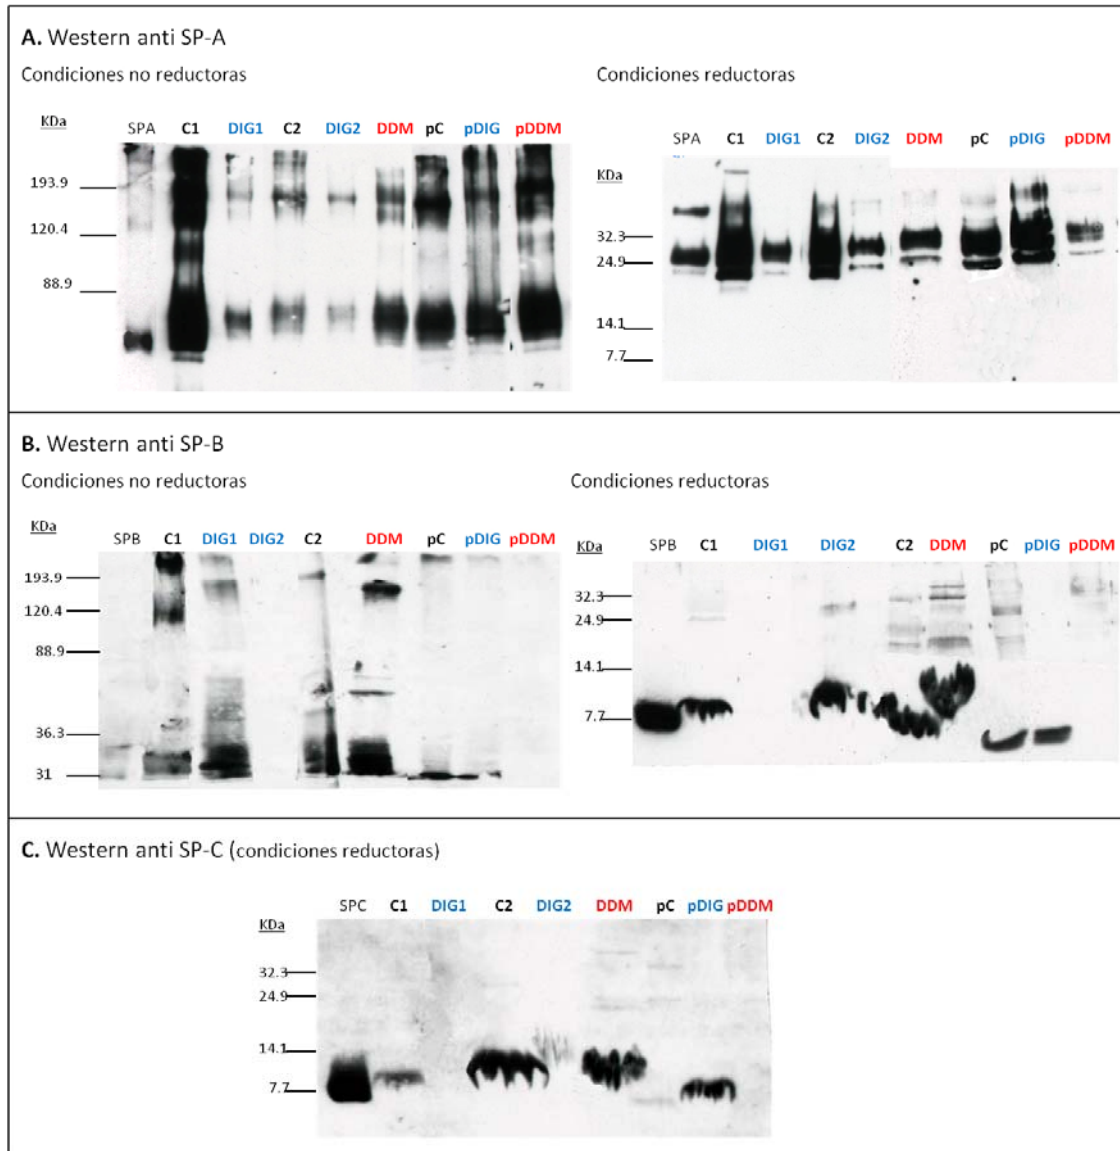 A. Western anti SP-A
Condiciones no reductoras
Condiciones reductoras
KDa
SPA C1 DIG1 C2 DIG2 DDM pC pDIG pDDM
193.9
120.4
88.9
SPA C1 DIG1 C2 DIG2 DDM pC pDIG pDDM
KDa
32.3
24.9
14.1
7.7
B. Western anti SP-B
Condiciones no reductoras
Condiciones reductoras
KDa
SPB C1 DIG1 DIG2 C2 DDM pC pDIG pDDM
193.9
120.4
88.9
36.3
31
KDa
SPB C1 DIG1 DIG2 C2 DDM pC pDIG pDDM
32.3
24.9
14.1
7.7
C. Western anti SP-C (condiciones reductoras)
SPC C1 DIG1 C2 DIG2 DDM pC pDIG pDDM
KDa
32.3
24.9
14.1
7.7